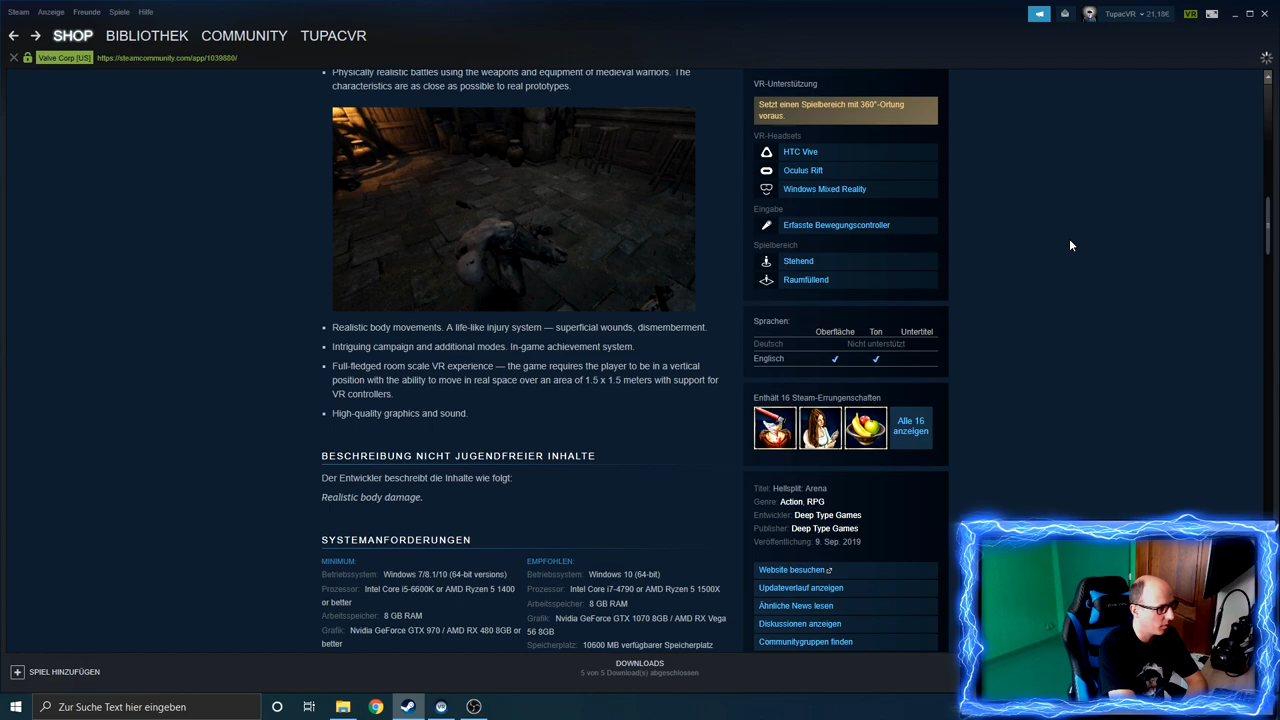 Steam Anzeige Freunde Spiele Hilfe
TupacVR 21,18€ VR
SHOP BIBLIOTHEK COMMUNITY TUPACVR
Valve Corp [US] https://steamcommunity.com/app/1039880/
Physically realistic battles using the weapons and equipment of medieval warriors. The
characteristics are as close as possible to real prototypes.
Realistic body movements. A life-like injury system — superficial wounds, dismemberment.
Intriguing campaign and additional modes. In-game achievement system.
Full-fledged room scale VR experience — the game requires the player to be in a vertical
position with the ability to move in real space over an area of 1.5 x 1.5 meters with support for
VR controllers.
High-quality graphics and sound.
BESCHREIBUNG NICHT JUGENDFREIER INHALTE
Der Entwickler beschreibt die Inhalte wie folgt:
Realistic body damage.
SYSTEMANFORDERUNGEN
MINIMUM:
Betriebssystem: Windows 7/8.1/10 (64-bit versions)
Prozessor: Intel Core i5-6600K or AMD Ryzen 5 1400
or better
Arbeitsspeicher: 8 GB RAM
Grafik: Nvidia GeForce GTX 970 / AMD RX 480 8GB or
better
EMPFOHLEN:
Betriebssystem: Windows 10 (64-bit)
Prozessor: Intel Core i7-4790 or AMD Ryzen 5 1500X
Arbeitsspeicher: 8 GB RAM
Grafik: Nvidia GeForce GTX 1070 8GB / AMD RX Vega
56 8GB
Speicherplatz: 10600 MB verfügbarer Speicherplatz
VR-Unterstützung
Setzt einen Spielbereich mit 360°-Ortung
voraus.
VR-Headsets
HTC Vive
Oculus Rift
Windows Mixed Reality
Eingabe
Erfasste Bewegungscontroller
Spielbereich
Stehend
Raumfüllend
Sprachen:
Oberfläche Ton Untertitel
Deutsch Nicht unterstützt
Englisch ✔ ✔
Enthält 16 Steam-Errungenschaften
Alle 16
anzeigen
Titel: Hellsplit: Arena
Genre: Action, RPG
Entwickler: Deep Type Games
Publisher: Deep Type Games
Veröffentlichung: 9. Sep. 2019
Website besuchen
Updateverlauf anzeigen
Ähnliche News lesen
Diskussionen anzeigen
Communitygruppen finden
SPIEL HINZUFÜGEN
DOWNLOADS
5 von 5 Download(s) abgeschlossen
Zur Suche Text hier eingeben